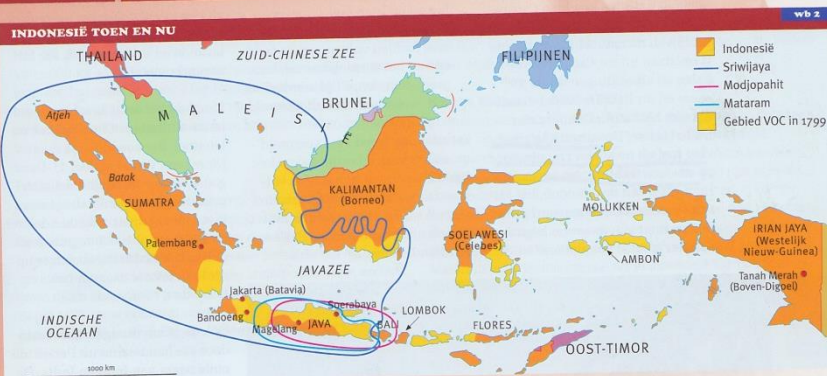 wb 2
INDONESIË TOEN EN NU
THAILAND
ZUID-CHINESE ZEE
FILIPIJNEN
Indonesië
Sriwijaya
Modjopahit
Mataram
Gebied VOC in 1799
BRUNEI
MALEISIË
Atjeh
Batak
SUMATRA
Palembang
KALIMANTAN
(Borneo)
SOELAWESI
(Celebes)
MOLUKKEN
AMBON
IRIAN JAYA
(Westelijk
Nieuw-Guinea)
Tanah Merah
(Boven-Digoel)
JAVAZEE
Jakarta (Batavia)
Soerabaya
Bandoeng
Magelang
JAVA
BALI
LOMBOK
FLORES
OOST-TIMOR
INDISCHE
OCEAAN
1000 km